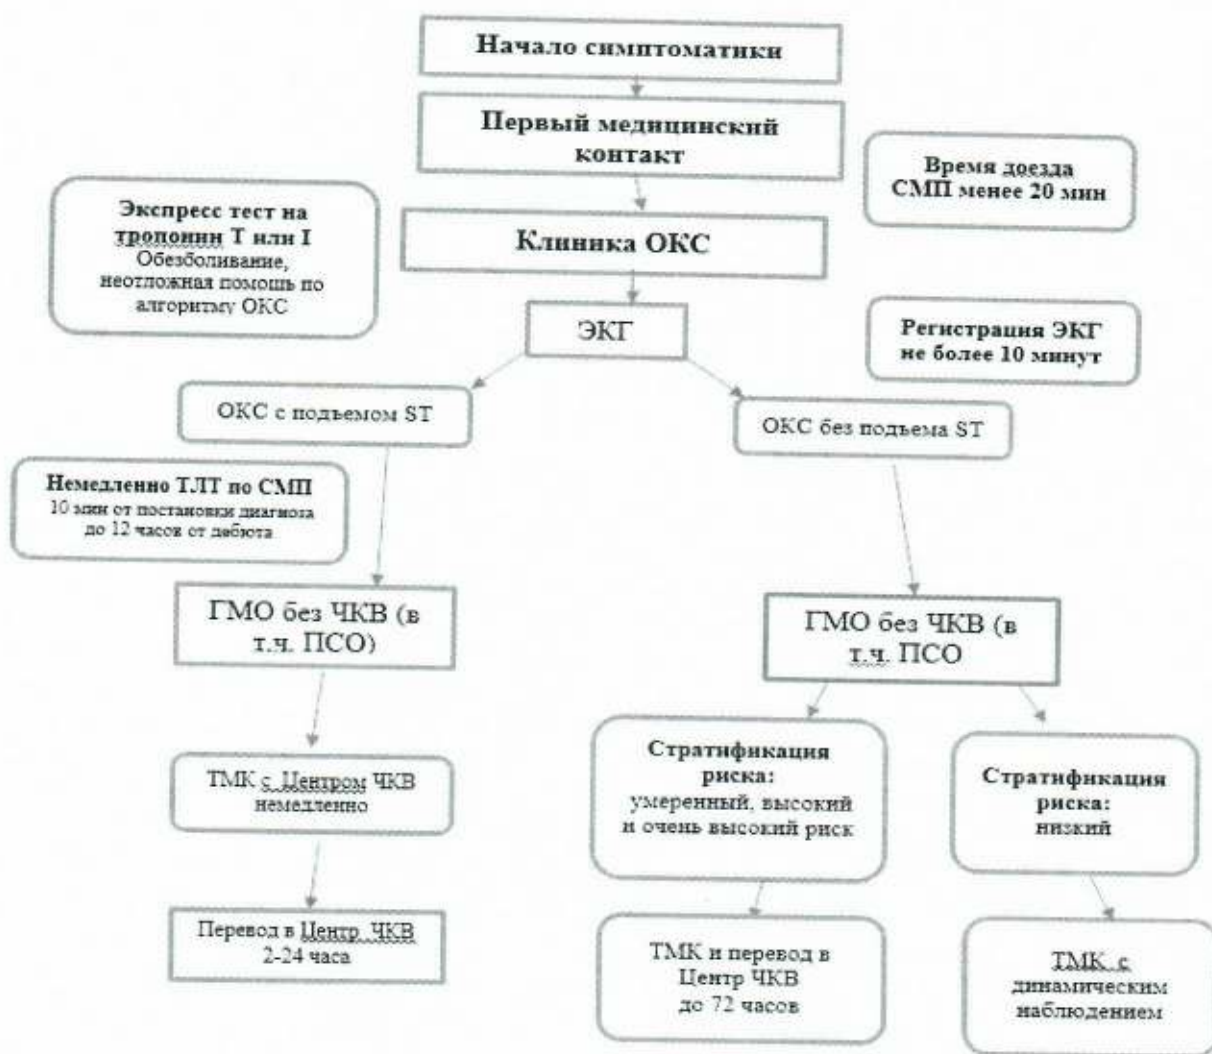 Начало симптоматики
Первый медицинский
контакт
Время доезда
СМП менее 20 мин
Экспресс тест на
тропонин Т или I
Обезболивание,
неотложная помощь по
алгоритму ОКС
Клиника ОКС
ЭКГ
Регистрация ЭКГ
не более 10 минут
ОКС с подъемом ST
ОКС без подъема ST
Немедленно ТЛТ по СМП
10 мин от постановки диагноза
до 12 часов от дебюта
ГМО без ЧКВ (в
т.ч. ПСО)
ГМО без ЧКВ (в
т.ч. ПСО
ТМК с Центром ЧКВ
немедленно
Стратификация
риска:
умеренный, высокий
и очень высокий риск
Стратификация
риска:
низкий
Перевод в Центр ЧКВ
2-24 часа
ТМК и перевод в
Центр ЧКВ
до 72 часов
ТМК с
динамическим
наблюдением